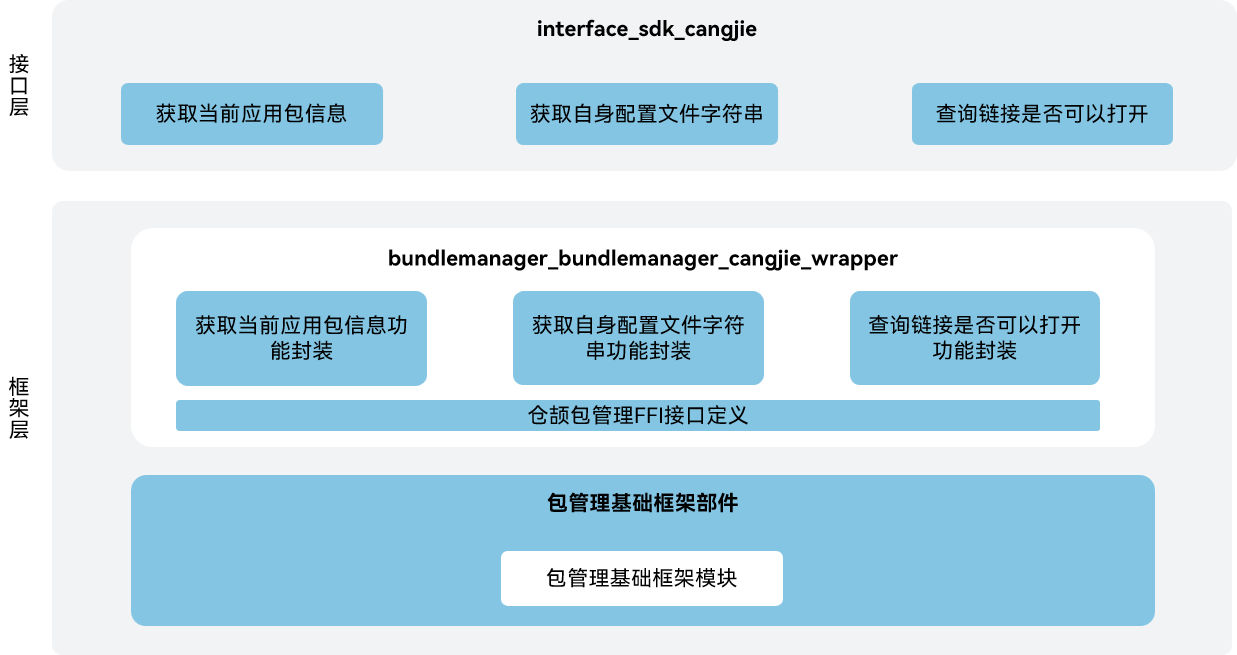 interface_sdk_cangjie
接口层
获取当前应用包信息
获取自身配置文件字符串
查询链接是否可以打开
框架层
bundlemanager_bundlemanager_cangjie_wrapper
获取当前应用包信息功
能封装
获取自身配置文件字符
串功能封装
查询链接是否可以打开
功能封装
仓颉包管理FFI接口定义
包管理基础框架部件
包管理基础框架模块